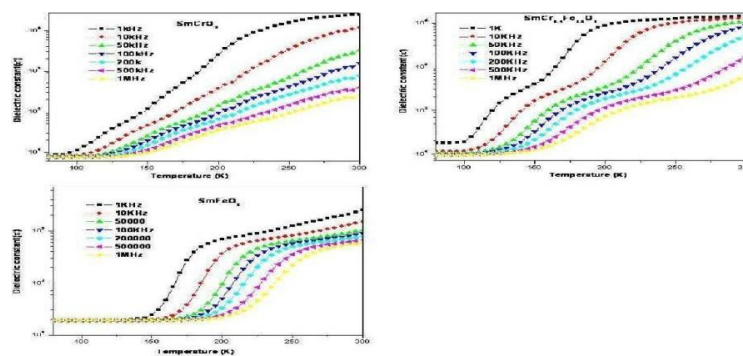 SmCrO₃
1kHz
10kHz
50kHz
100kHz
200k
500kHz
1MHz
Dielectric constant(ε)
100
150
200
250
300
Temperature (K)
1K
10KHz
50KHz
100KHz
200KHz
500KHz
1MHz
Dielectric constant(ε)
100
150
200
250
Temperature (K)
SmFeO₃
1KHz
10KHz
50000
100KHz
200000
500000
1MHz
Dielectric constant(ε)
100
150
200
250
300
Temperature (K)